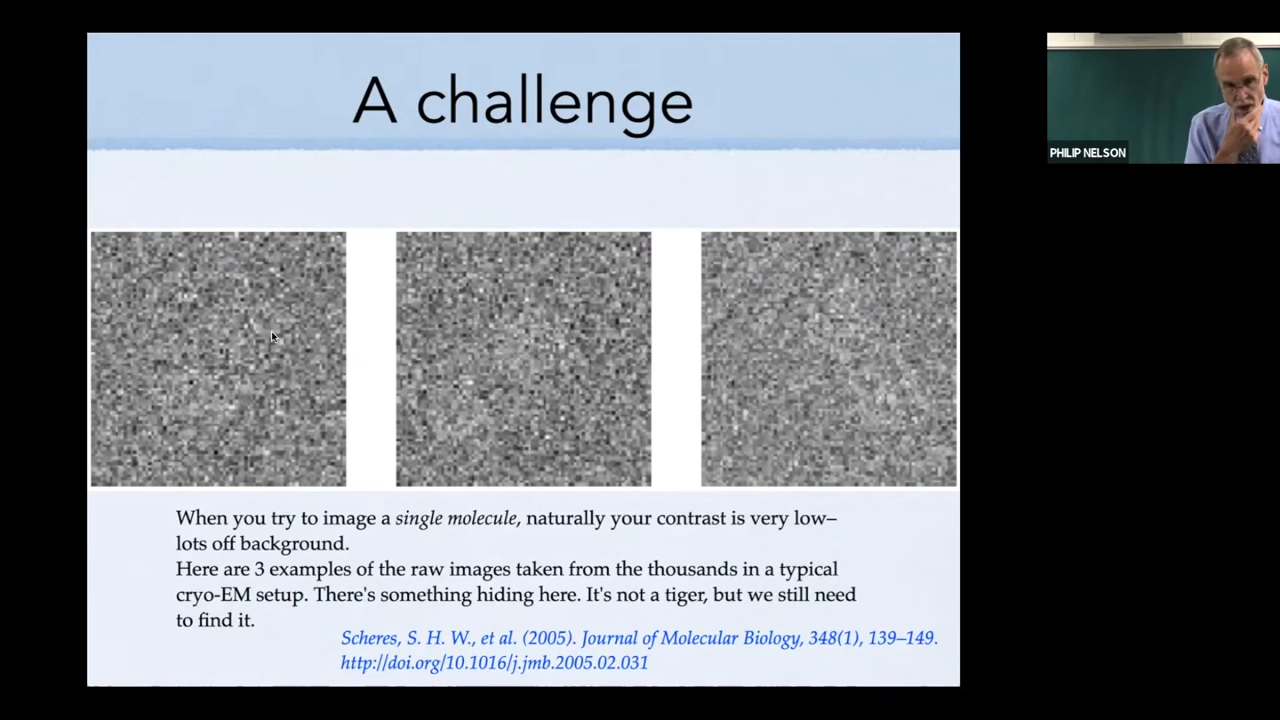 A challenge
PHILIP NELSON
When you try to image a single molecule, naturally your contrast is very low–
lots off background.
Here are 3 examples of the raw images taken from the thousands in a typical
cryo-EM setup. There's something hiding here. It's not a tiger, but we still need
to find it.
Scheres, S. H. W., et al. (2005). Journal of Molecular Biology, 348(1), 139–149.
http://doi.org/10.1016/j.jmb.2005.02.031